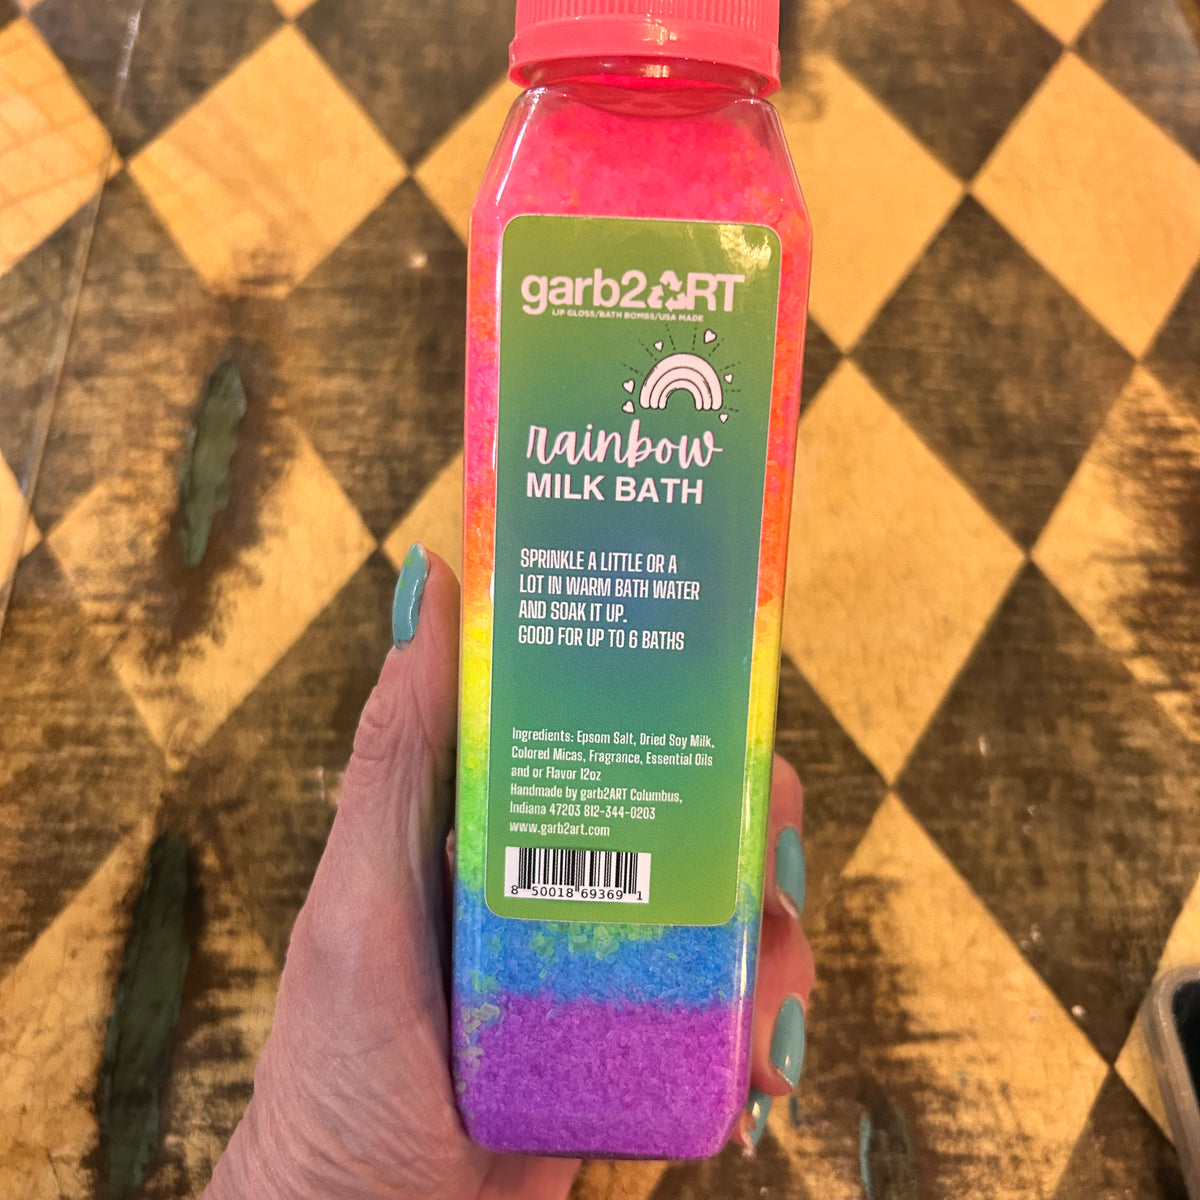 garb2ART
LIP GLOSS/BATH BOMBS/USA MADE
rainbow
MILK BATH
SPRINKLE A LITTLE OR A
LOT IN WARM BATH WATER
AND SOAK IT UP.
GOOD FOR UP TO 6 BATHS
Ingredients: Epsom Salt, Dried Soy Milk,
Colored Micas, Fragrance, Essential Oils
and or Flavor 12oz
Handmade by garb2ART Columbus,
Indiana 47203 812-344-0203
www.garb2art.com
8 50018 69369 1